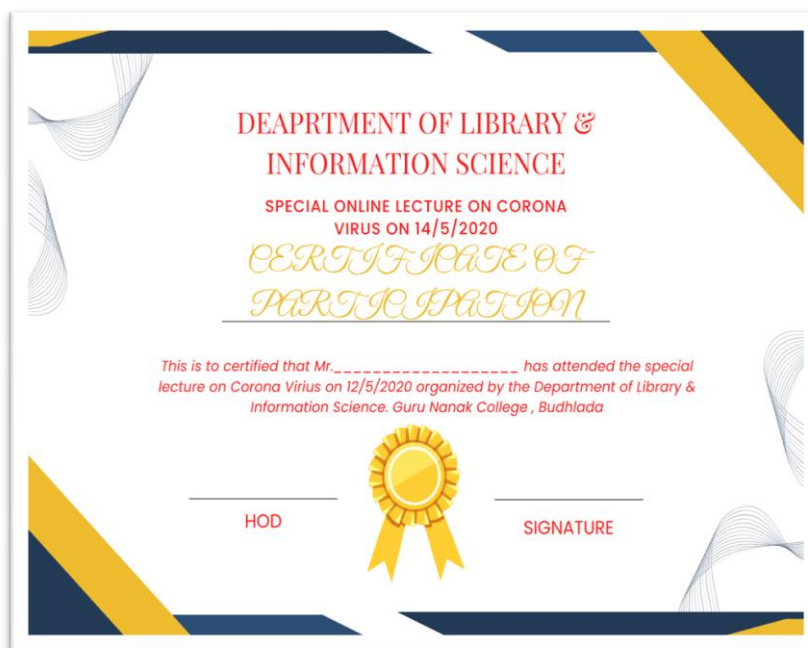 DEAPRTMENT OF LIBRARY &
INFORMATION SCIENCE
SPECIAL ONLINE LECTURE ON CORONA
VIRUS ON 14/5/2020
CERTIFICATE OF
PARTICIPATION
This is to certified that Mr.___________________ has attended the special
lecture on Corona Virius on 12/5/2020 organized by the Department of Library &
Information Science. Guru Nanak College , Budhlada
HOD
SIGNATURE